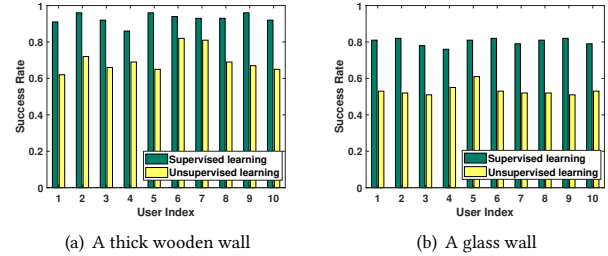 1
0.8
0.6
0.4
0.2
0
Success Rate
Supervised learning
Unsupervised learning
1 2 3 4 5 6 7 8 9 10
User Index
(a) A thick wooden wall
1
0.8
0.6
0.4
0.2
0
Success Rate
Supervised learning
Unsupervised learning
1 2 3 4 5 6 7 8 9 10
User Index
(b) A glass wall